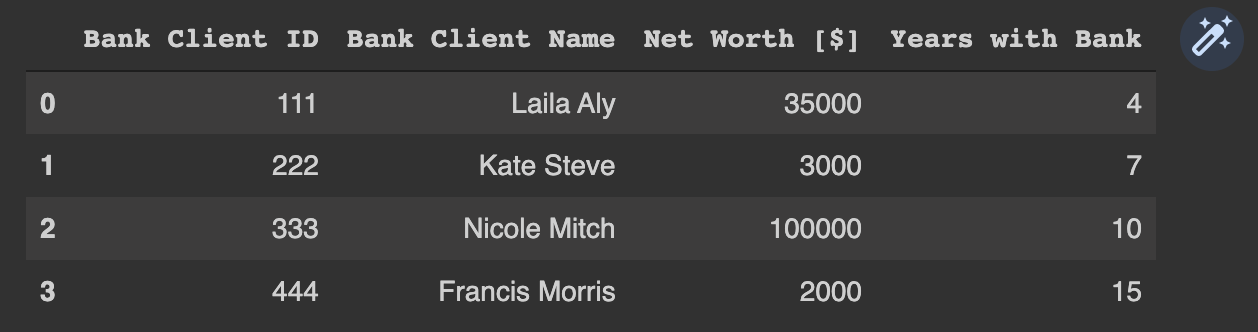 Bank Client ID Bank Client Name Net Worth [$] Years with Bank
0 111 Laila Aly 35000 4
1 222 Kate Steve 3000 7
2 333 Nicole Mitch 100000 10
3 444 Francis Morris 2000 15